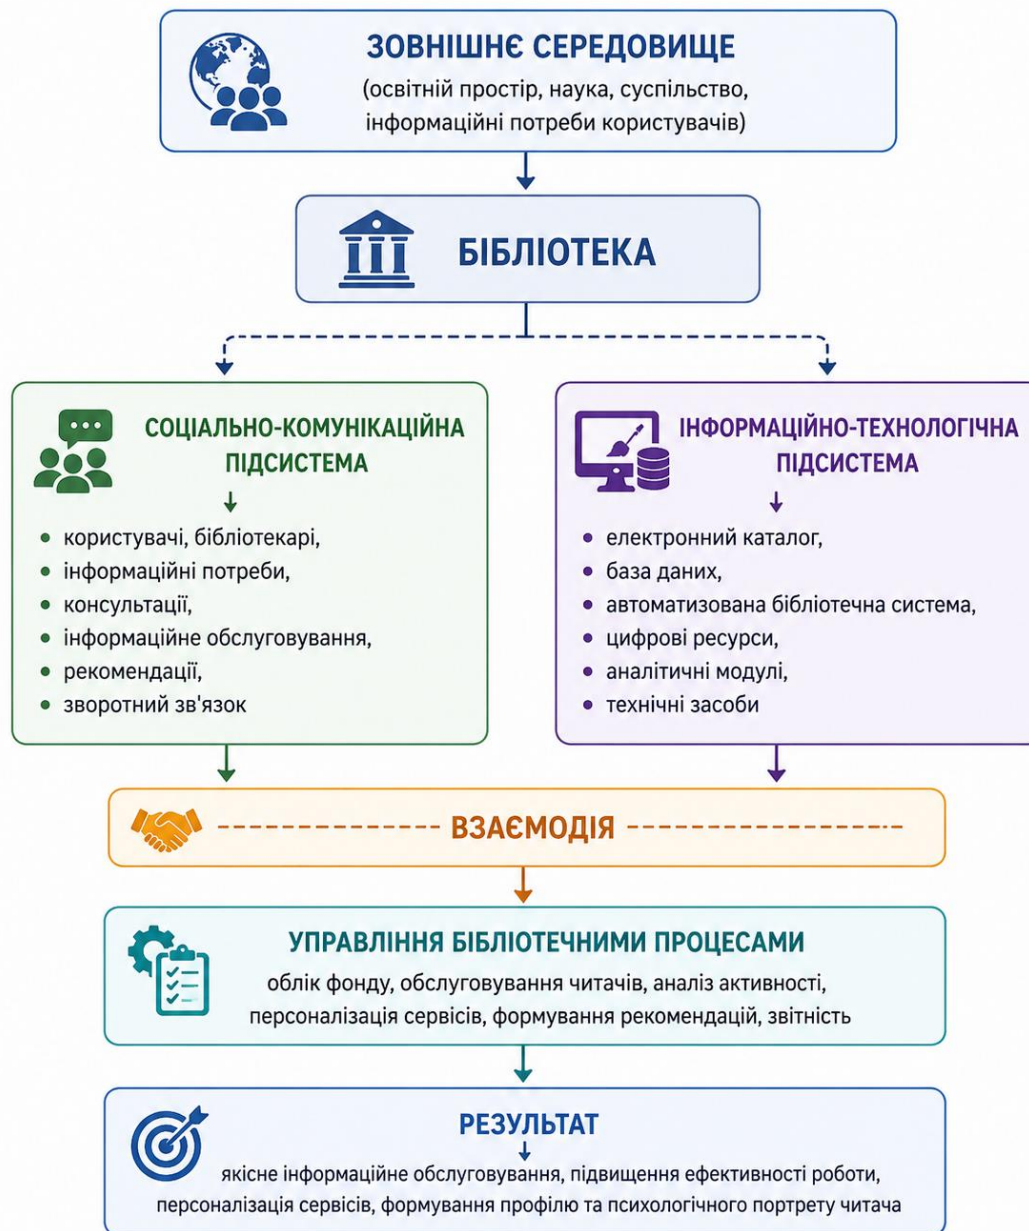 ЗОВНІШНЄ СЕРЕДОВИЩЕ
(освітній простір, наука, суспільство,
інформаційні потреби користувачів)
БІБЛІОТЕКА
СОЦІАЛЬНО-КОМУНІКАЦІЙНА
ПІДСИСТЕМА
користувачі, бібліотекарі,
інформаційні потреби,
консультації,
інформаційне обслуговування,
рекомендації,
зворотний зв'язок
ІНФОРМАЦІЙНО-ТЕХНОЛОГІЧНА
ПІДСИСТЕМА
електронний каталог,
база даних,
автоматизована бібліотечна система,
цифрові ресурси,
аналітичні модулі,
технічні засоби
ВЗАЄМОДІЯ
УПРАВЛІННЯ БІБЛІОТЕЧНИМИ ПРОЦЕСАМИ
облік фонду, обслуговування читачів, аналіз активності,
персоналізація сервісів, формування рекомендацій, звітність
РЕЗУЛЬТАТ
якісне інформаційне обслуговування, підвищення ефективності роботи,
персоналізація сервісів, формування профілю та психологічного портрету читача